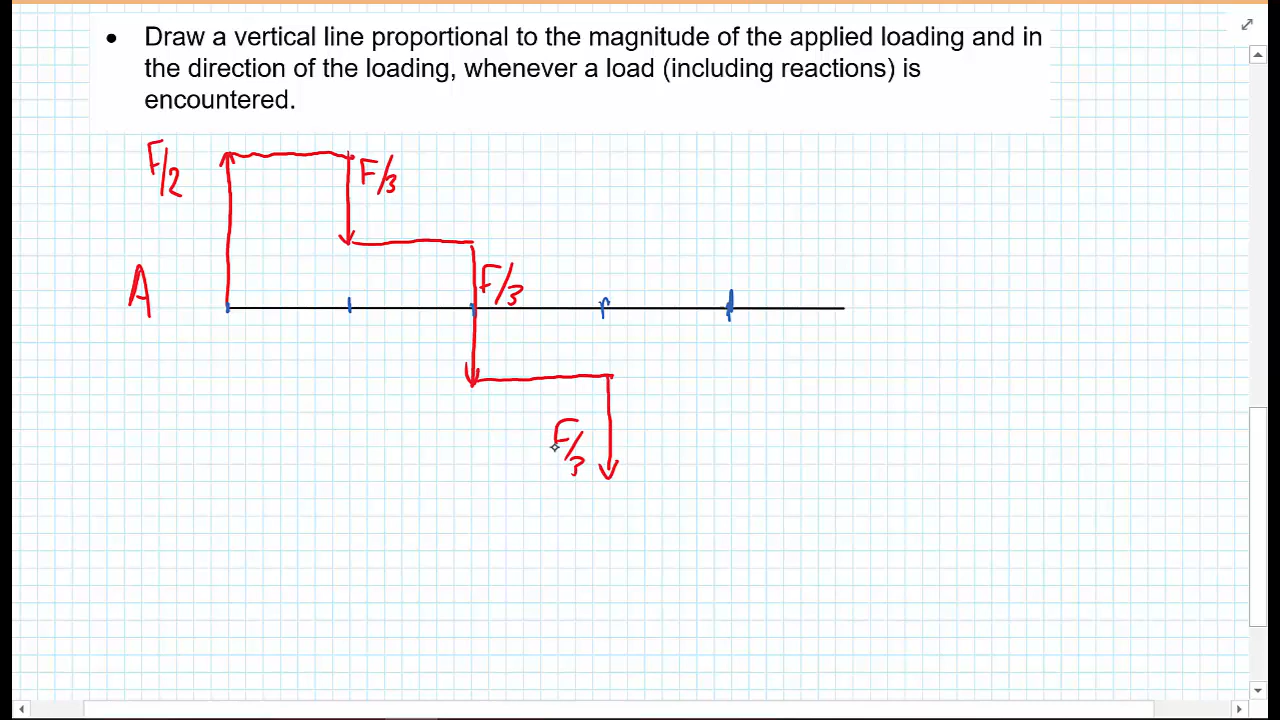 • Draw a vertical line proportional to the magnitude of the applied loading and in
the direction of the loading, whenever a load (including reactions) is
encountered.
F/2
F/3
A
F/3
F/3